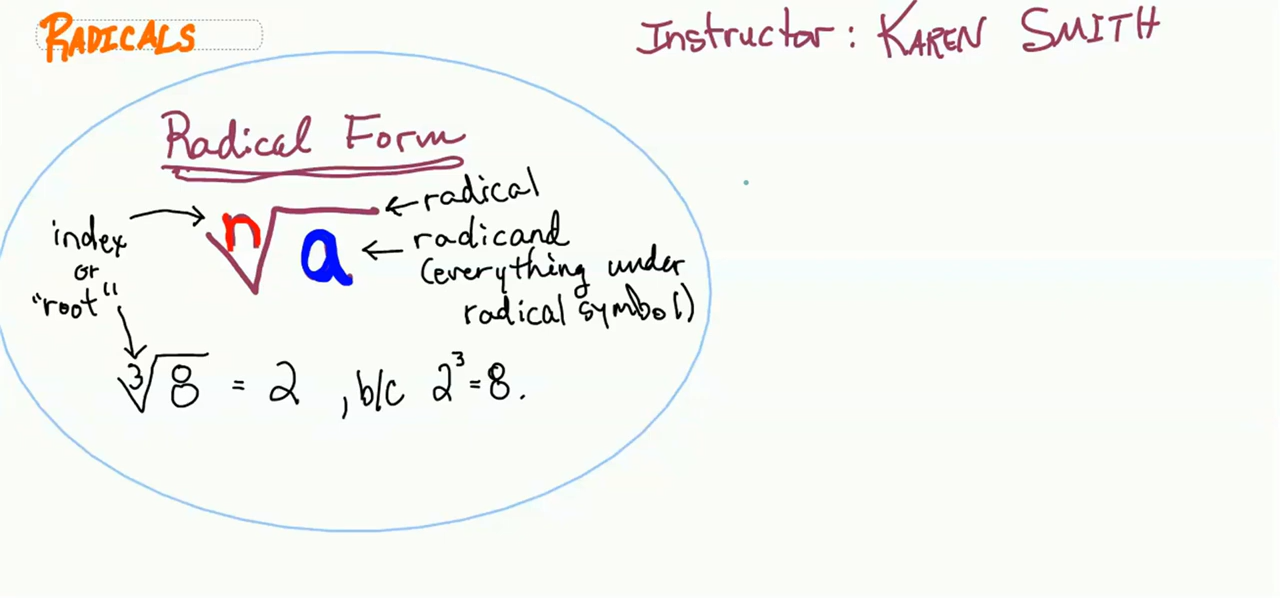 RADICALS
Instructor: KAREN SMITH
Radical Form
index
or
"root"
n√a
←radical
←radicand
(everything under
radical symbol)
∛8 = 2 , b/c 2³=8.